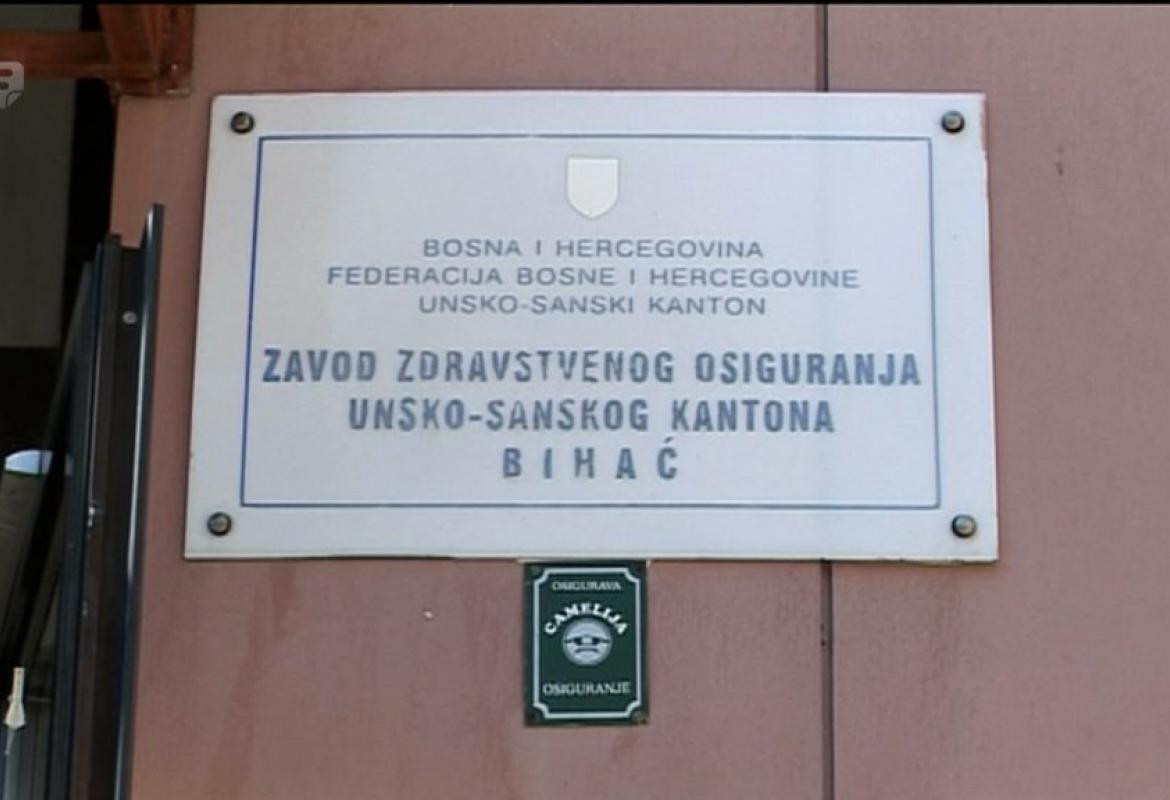 BOSNA I HERCEGOVINA
FEDERACIJA BOSNE I HERCEGOVINE
UNSKO-SANSKI KANTON
ZAVOD ZDRAVSTVENOG OSIGURANJA
UNSKO-SANSKOG KANTONA
BIHAĆ
OSIGURAVA
CAMELIJA
OSIGURANJE